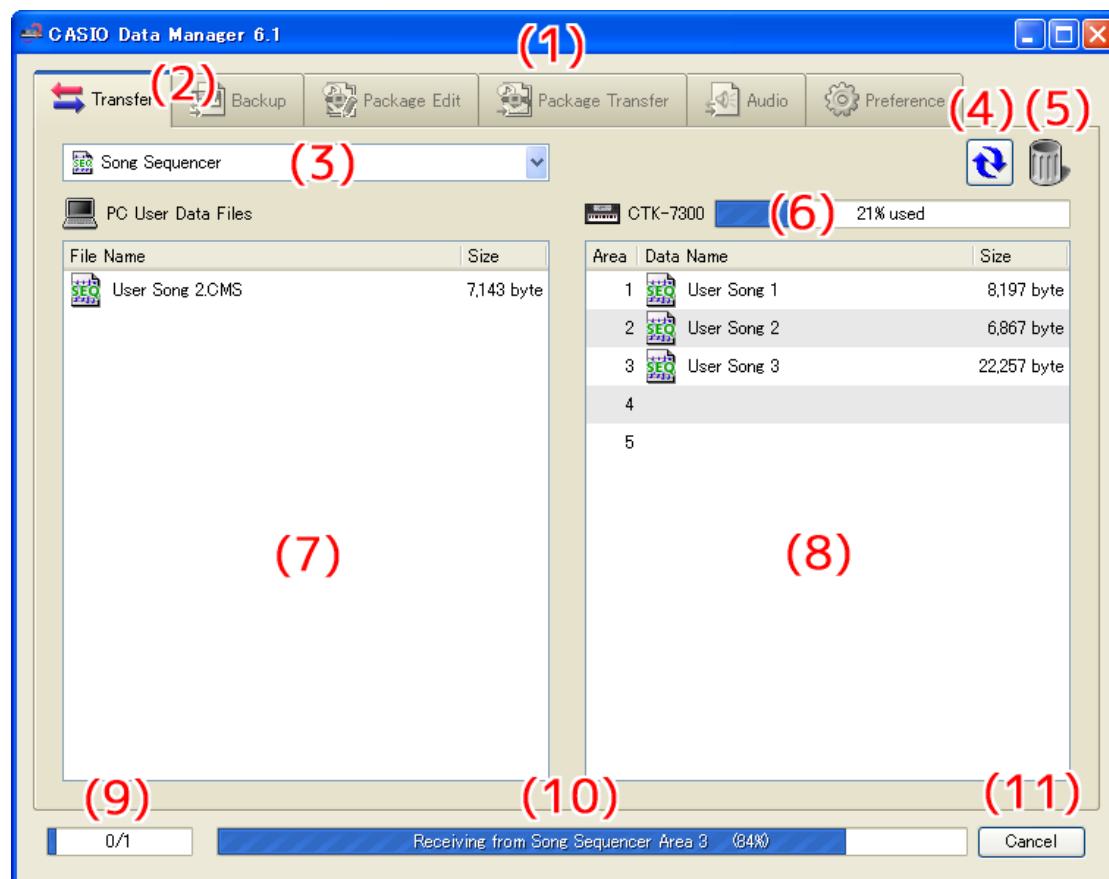 CASIO Data Manager 6.1
(1)
(2)
Transfer Backup Package Edit Package Transfer Audio Preference
(4) (5)
Song Sequencer
(3)
PC User Data Files
CTK-7300 21% used
(6)
File Name Size
Area Data Name Size
User Song 2.CMS 7,143 byte
1 User Song 1 8,197 byte
2 User Song 2 6,867 byte
3 User Song 3 22,257 byte
4
5
(7)
(8)
(9)
(10)
(11)
0/1
Receiving from Song Sequencer Area 3 (84%)
Cancel